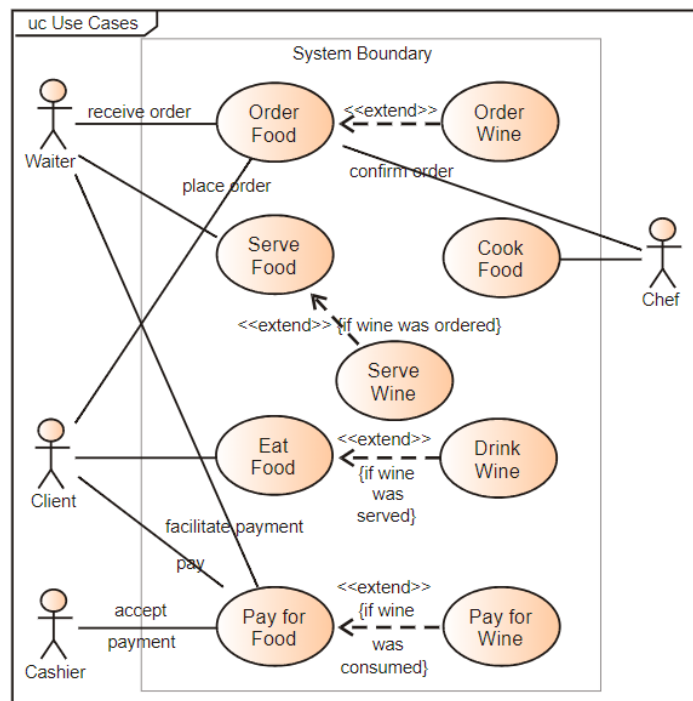 uc Use Cases
System Boundary
receive order
Order
Food
<<extend>>
Order
Wine
Waiter
place order
confirm order
Serve
Food
Cook
Food
Chef
<<extend>> {if wine was ordered}
Serve
Wine
Eat
Food
<<extend>>
{if wine
was
served}
Drink
Wine
Client
facilitate payment
pay
accept
payment
Pay for
Food
<<extend>>
{if wine
was
consumed}
Pay for
Wine
Cashier